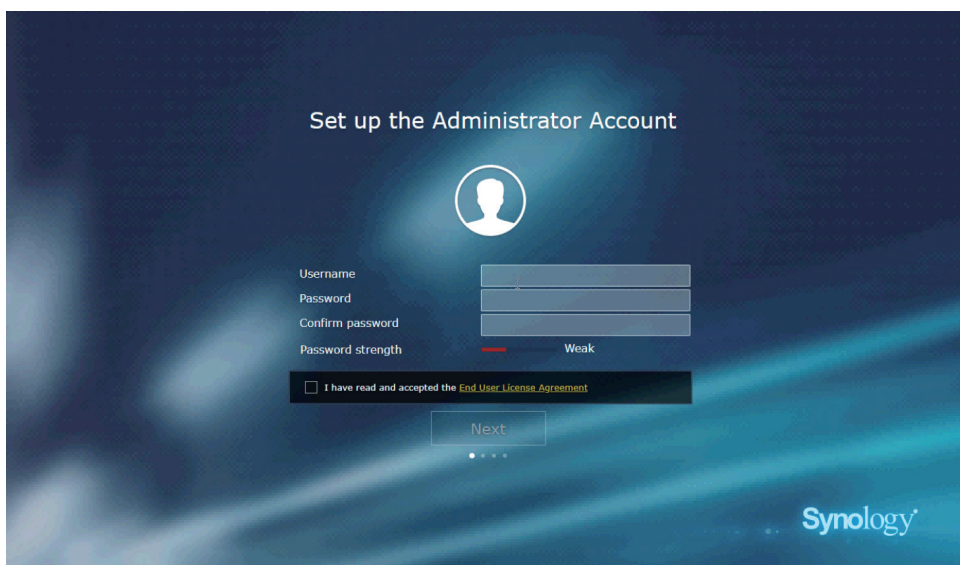 Set up the Administrator Account
Username
Password
Confirm password
Password strength Weak
I have read and accepted the End User License Agreement
Next
Synology